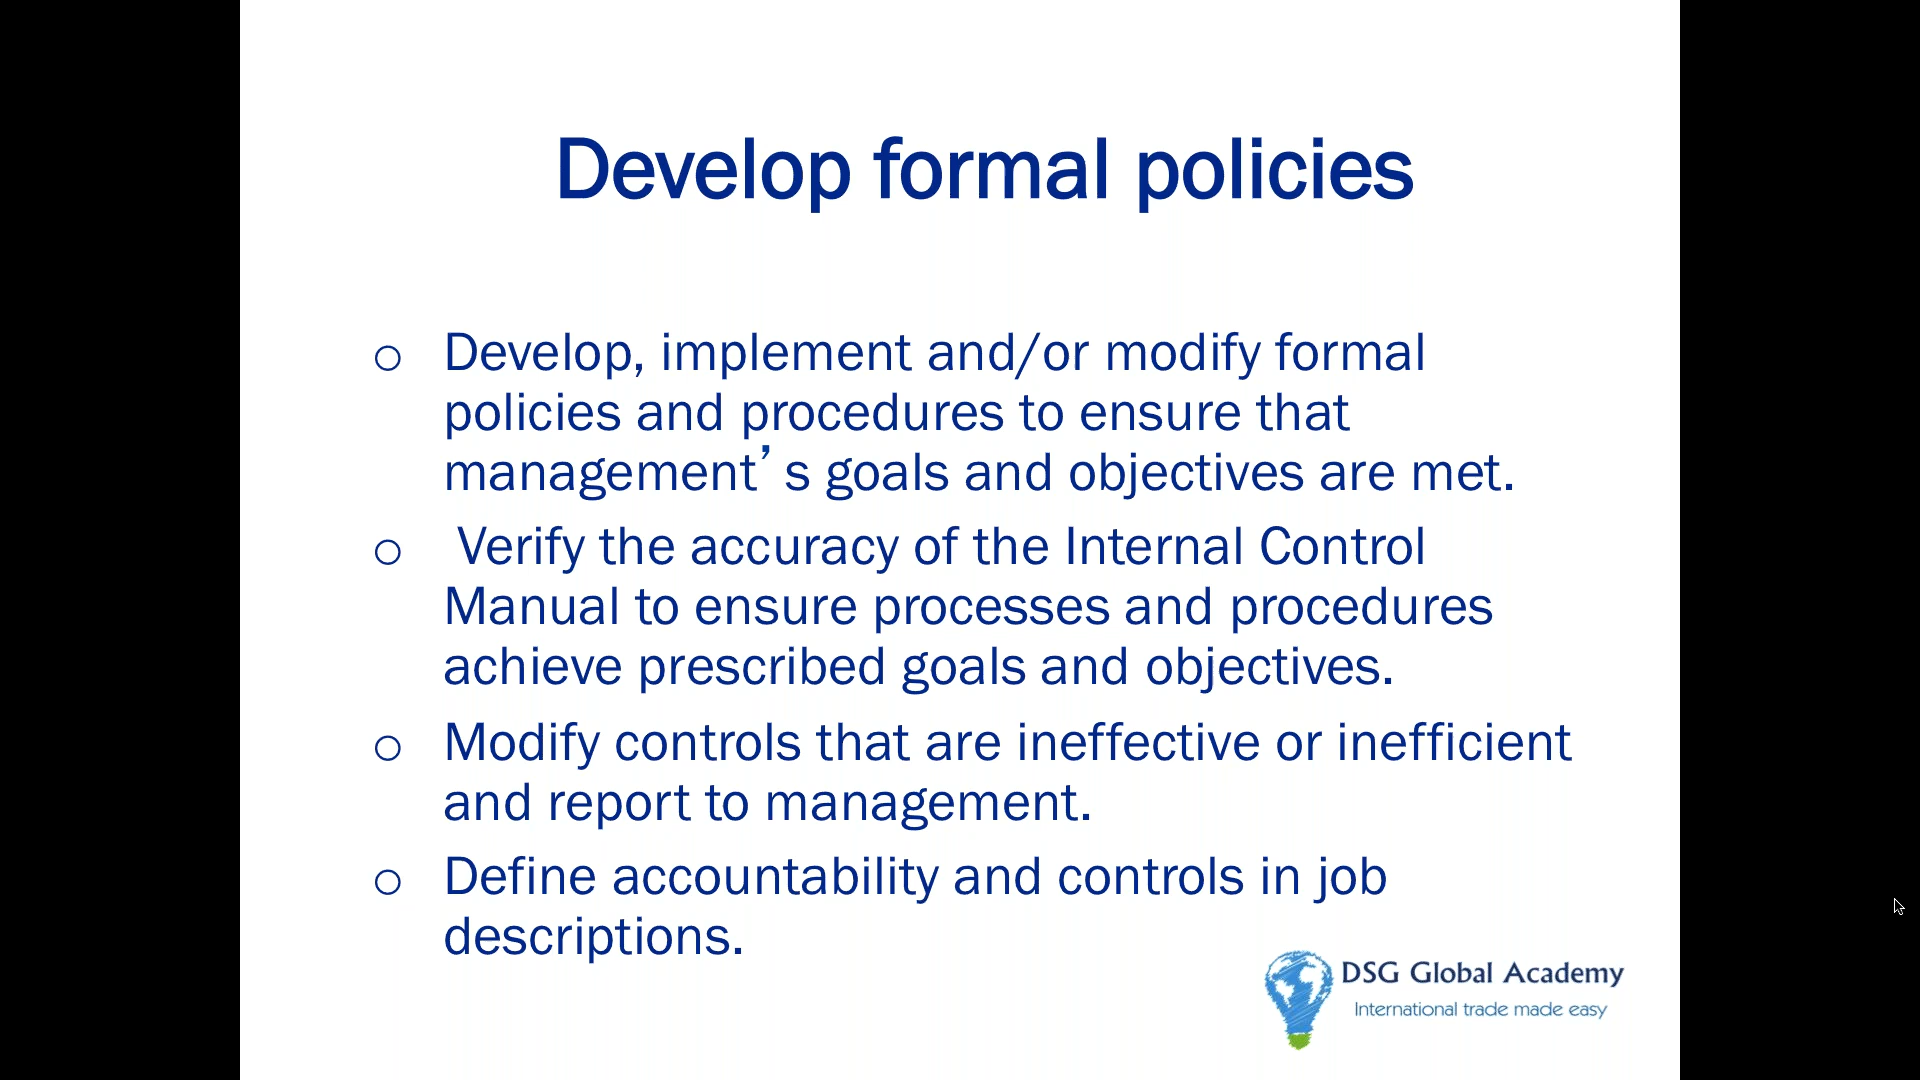 Develop formal policies
o Develop, implement and/or modify formal
policies and procedures to ensure that
management’s goals and objectives are met.
o Verify the accuracy of the Internal Control
Manual to ensure processes and procedures
achieve prescribed goals and objectives.
o Modify controls that are ineffective or inefficient
and report to management.
o Define accountability and controls in job
descriptions.
DSG Global Academy
International trade made easy